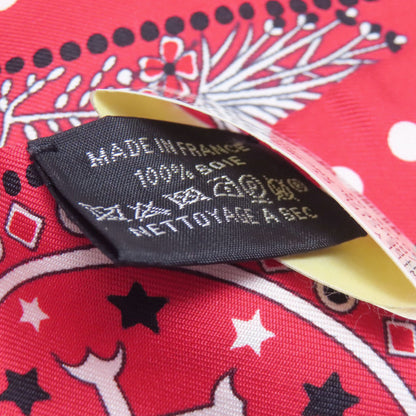 MADE IN FRANCE
100% SOIE
NETTOYAGE A SEC